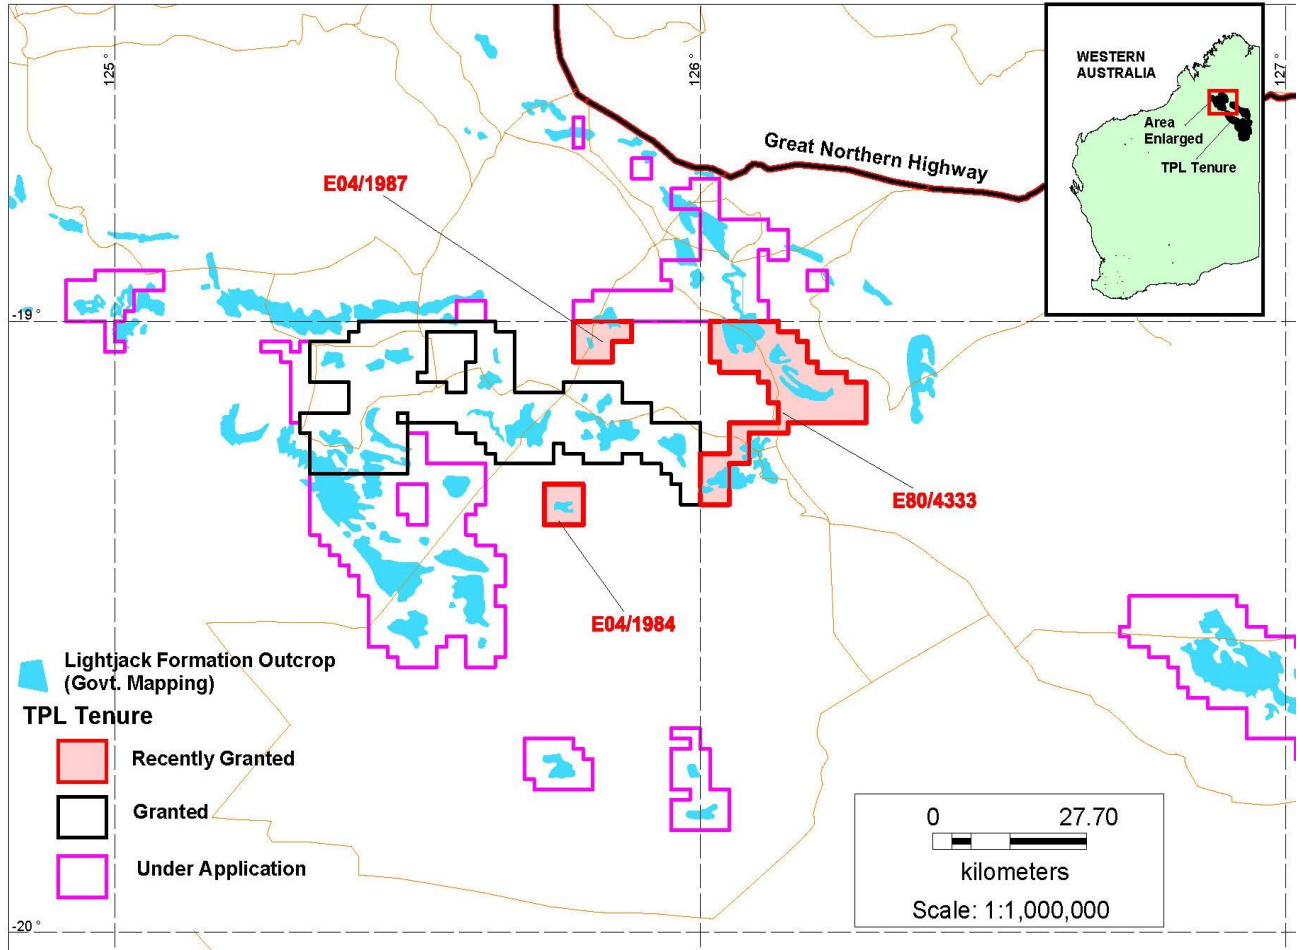 125°
126°
127°
WESTERN
AUSTRALIA
Area
Enlarged
TPL Tenure
Great Northern Highway
E04/1987
-19°
E80/4333
E04/1984
Lightjack Formation Outcrop
(Govt. Mapping)
TPL Tenure
Recently Granted
Granted
Under Application
0 27.70
kilometers
Scale: 1:1,000,000
-20°